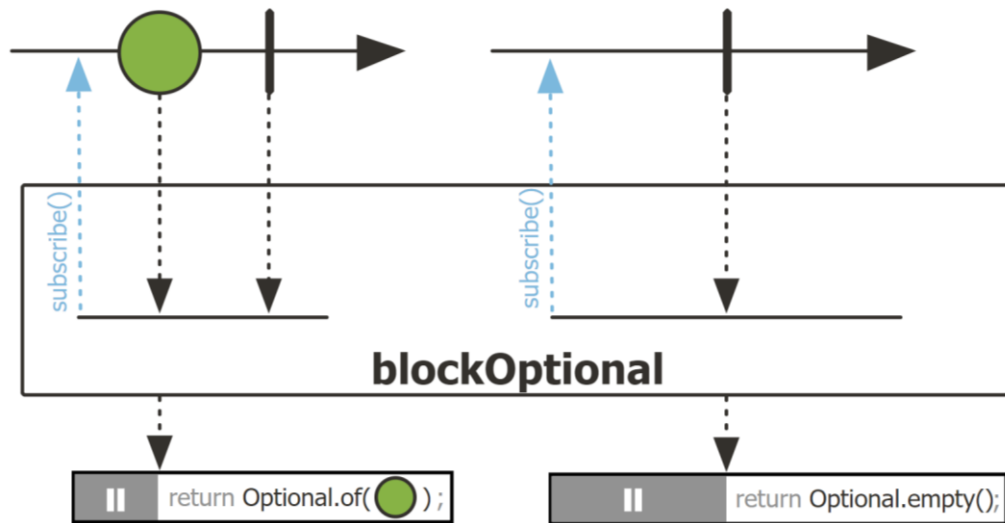 subscribe()
subscribe()
blockOptional
return Optional.of( );
return Optional.empty();